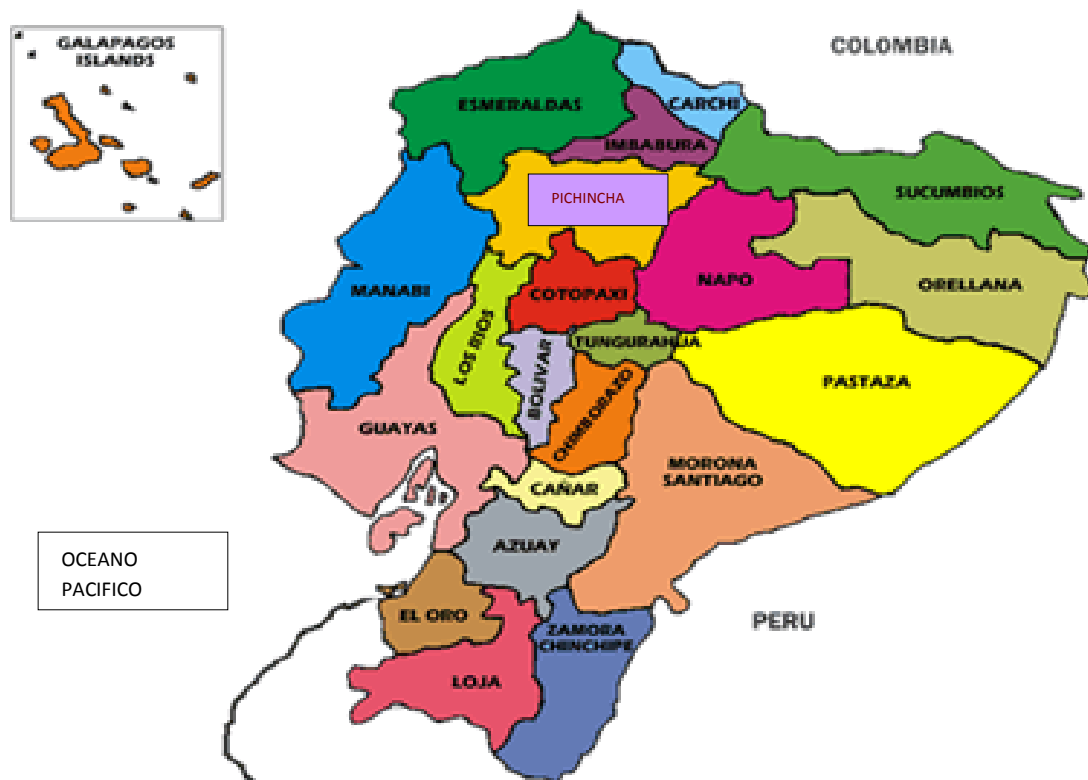 GALAPAGOS
ISLANDS
COLOMBIA
ESMERALDAS
CARCHI
IMBABURA
SUCUMBIOS
PICHINCHA
MANABI
COTOPAXI
NAPO
ORELLANA
LOS RIOS
TUNGURAHUA
BOLIVAR
PASTAZA
CHIMBORAZO
GUAYAS
MORONA
SANTIAGO
CAÑAR
AZUAY
OCEANO
PACIFICO
EL ORO
ZAMORA
CHINCHIPE
PERU
LOJA